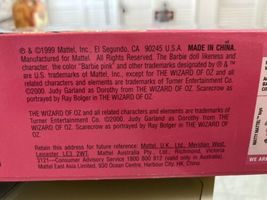 ® & ©1999 Mattel, Inc., El Segundo, CA 90245 U.S.A. MADE IN CHINA.
Manufactured for Mattel. All Rights Reserved. The Barbie doll likeness and
character, the color "Barbie pink" and other trademarks designated by ® & ™
are U.S. trademarks of Mattel, Inc., except for THE WIZARD OF OZ and all
related characters and elements are trademarks of Turner Entertainment Co.
©2000. Judy Garland as Dorothy from THE WIZARD OF OZ. Scarecrow as
portrayed by Ray Bolger in THE WIZARD OF OZ.
THE WIZARD OF OZ and all related characters and elements are trademarks of
Turner Entertainment Co. ©2000. Judy Garland as Dorothy from THE
WIZARD OF OZ. Scarecrow as portrayed by Ray Bolger in THE WIZARD
OF OZ.
Retain this address for future reference: Mattel, U.K., Ltd, Meridian West,
Leicester LE3 2WT. Mattel Australia Pty., Ltd., Richmond, Victoria
3121—Consumer Advisory Service 1800 800 817 (valid only in Australia).
Mattel East Asia Limited, 930 Ocean Centre, Harbour City, HK, China